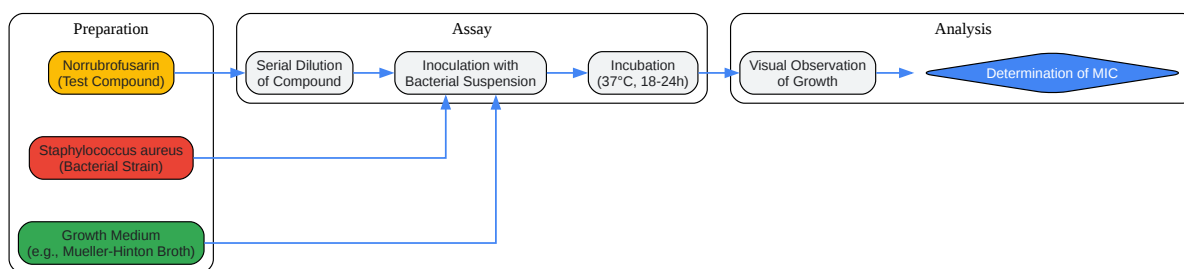 Preparation
Norrubrofusarin
(Test Compound)
Staphylococcus aureus
(Bacterial Strain)
Growth Medium
(e.g., Mueller-Hinton Broth)
Assay
Serial Dilution
of Compound
Inoculation with
Bacterial Suspension
Incubation
(37°C, 18-24h)
Analysis
Visual Observation
of Growth
Determination of MIC